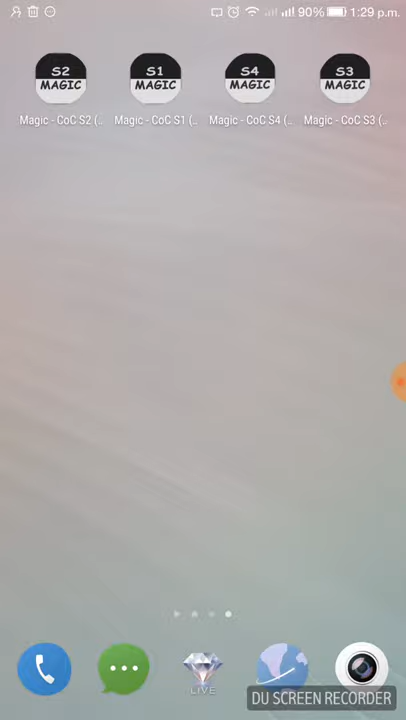 90% 1:29 p.m.
S2 MAGIC
S1 MAGIC
S4 MAGIC
S3 MAGIC
Magic - CoC S2 (..
Magic - CoC S1 (..
Magic - CoC S4 (..
Magic - CoC S3 (..
LIVE
DU SCREEN RECORDER